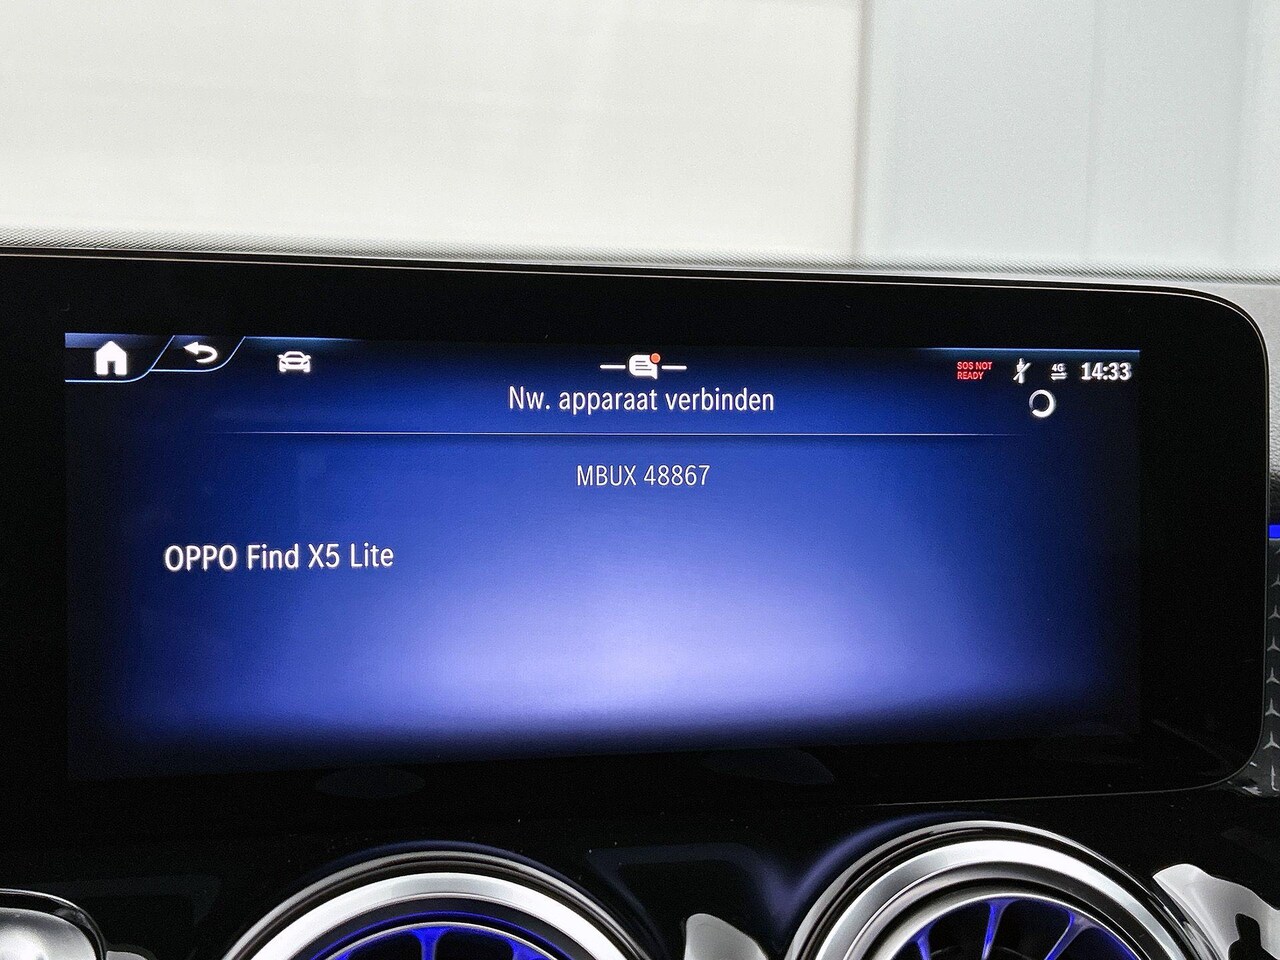 SOS NOT
READY
4G
14:33
Nw. apparaat verbinden
MBUX 48867
OPPO Find X5 Lite